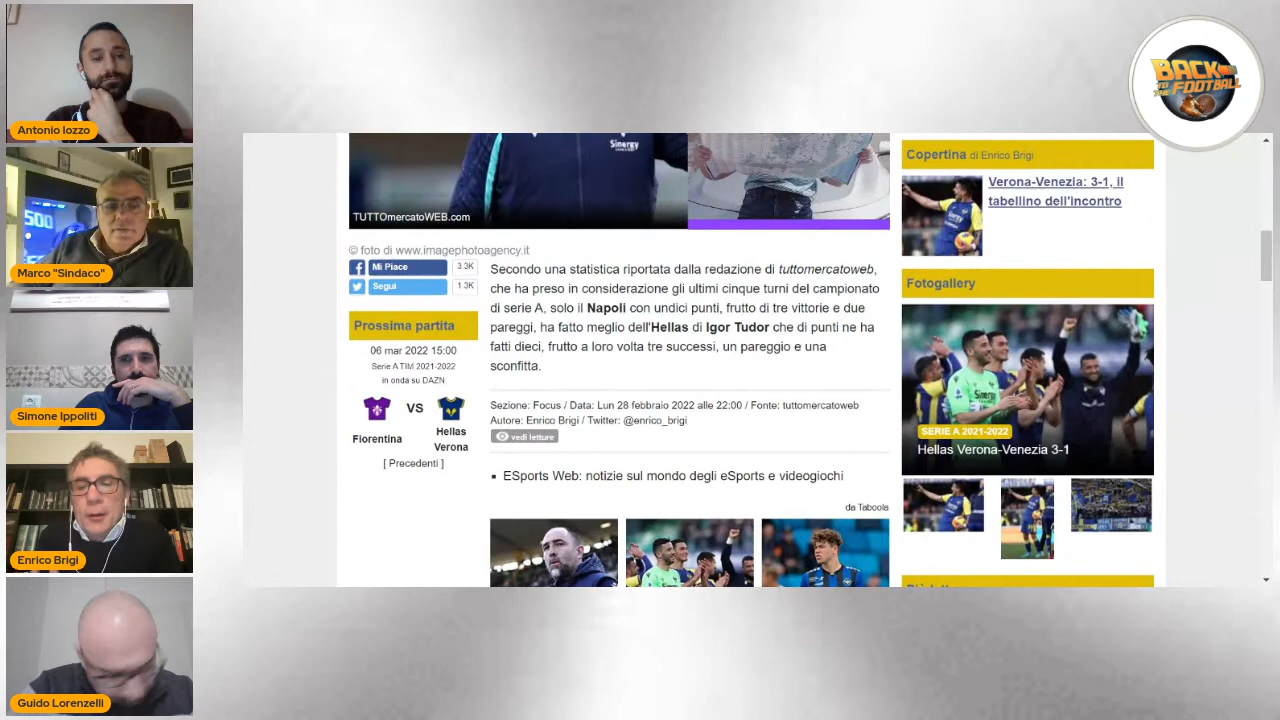 Antonio Iozzo
500
Marco "Sindaco"
Simone Ippoliti
Enrico Brigi
Guido Lorenzelli
BACK
TO THE FOOTBALL
Sinergy
TUTTOmercatoWEB.com
© foto di www.imagephotoagency.it
Mi Piace 3.3K
Segui 1.3K
Prossima partita
06 mar 2022 15:00
Serie A TIM 2021-2022
in onda su DAZN
VS
Fiorentina
Hellas
Verona
[ Precedenti ]
Secondo una statistica riportata dalla redazione di tuttomercatoweb,
che ha preso in considerazione gli ultimi cinque turni del campionato
di serie A, solo il Napoli con undici punti, frutto di tre vittorie e due
pareggi, ha fatto meglio dell'Hellas di Igor Tudor che di punti ne ha
fatti dieci, frutto a loro volta tre successi, un pareggio e una
sconfitta.
Sezione: Focus / Data: Lun 28 febbraio 2022 alle 22:00 / Fonte: tuttomercatoweb
Autore: Enrico Brigi / Twitter: @enrico_brigi
vedi letture
ESports Web: notizie sul mondo degli eSports e videogiochi
da Taboola
Copertina di Enrico Brigi
Verona-Venezia: 3-1, il
tabellino dell'incontro
Fotogallery
SERIE A 2021-2022
Hellas Verona-Venezia 3-1